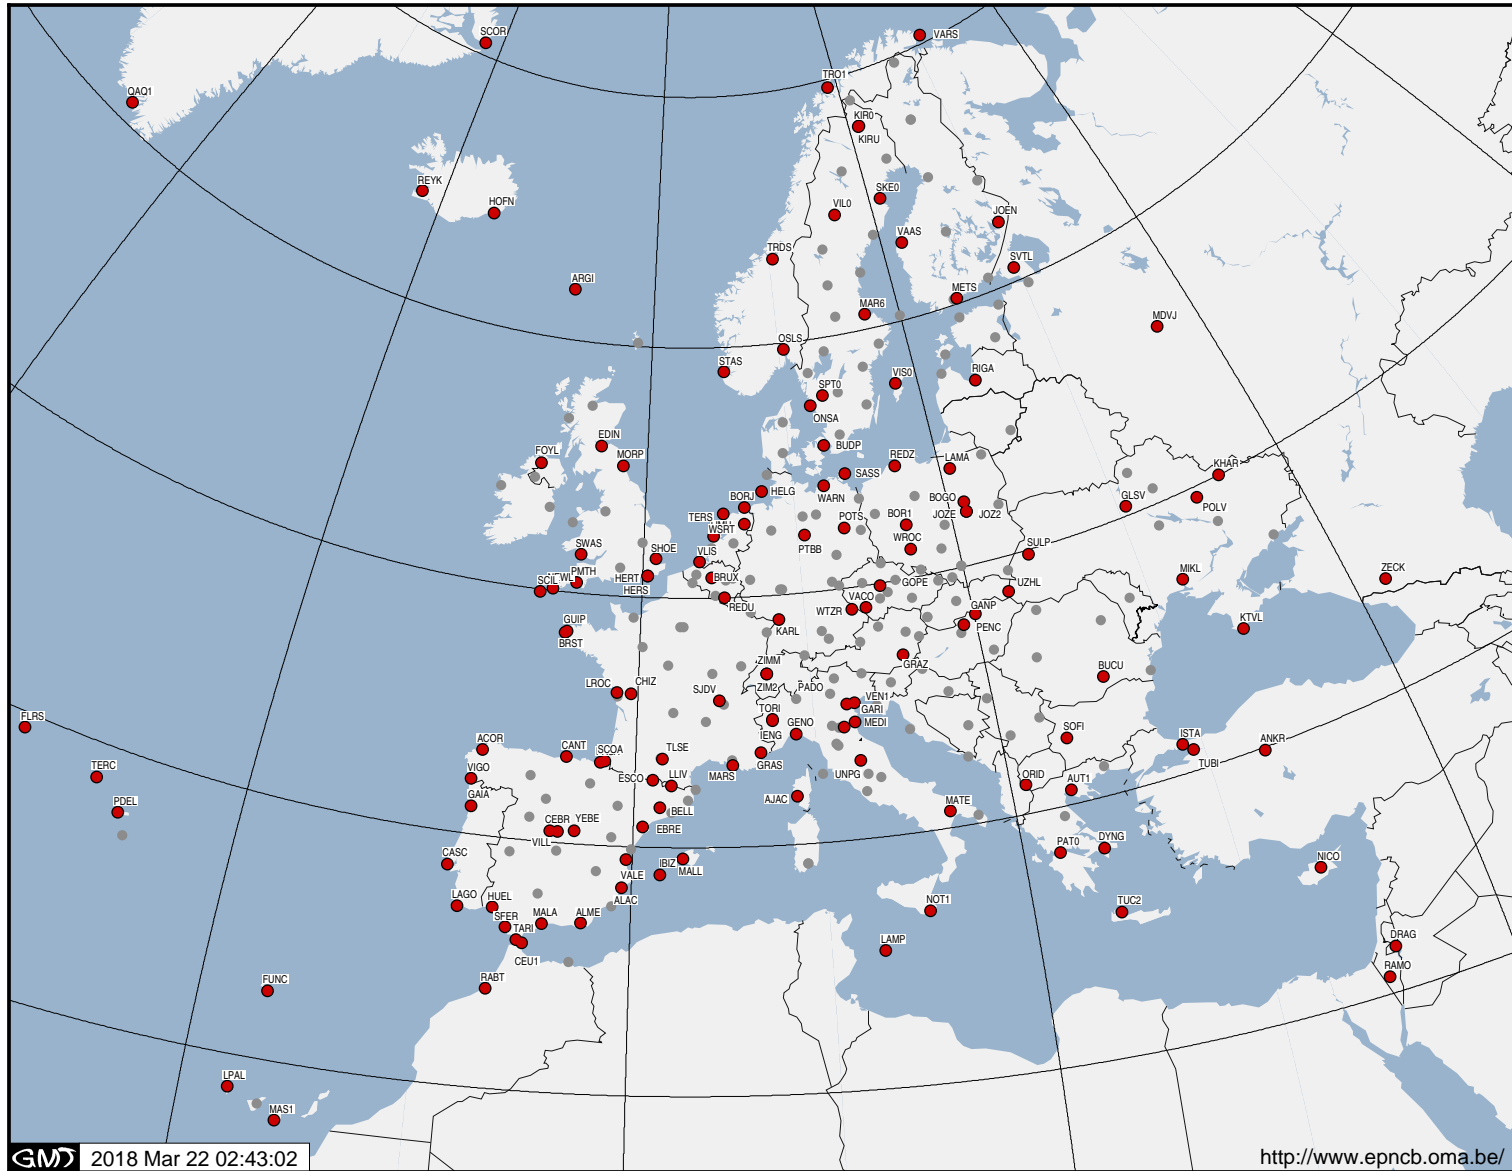 SCOR
VARS
TRO1
QAQ1
KIR0
KIRU
REYK
SKE0
HOFN
VIL0
JOEN
VAAS
TRDS
SVTL
ARGI
METS
MAR6
MDVJ
OSLS
STAS
RIGA
VIS0
SPT0
ONSA
EDIN
BUDP
FOYL
MORP
REDZ
LAMA
KHAR
SASS
HELG
WARN
BORJ
BOGO
GLSV
POLV
TERS
POTS
BOR1
JOZE
JOZ2
WSRT
PTBB
WROC
SWAS
SHOE
VLIS
SULP
PMTH
HERT
BRUX
GOPE
UZHL
MIKL
ZECK
SCIL
HERS
REDU
VACO
WTZR
GANP
GUIP
KARL
PENC
KTVL
BRST
ZIMM
GRAZ
BUCU
LROC
CHIZ
SJDV
ZIM2
PADO
VEN1
FLRS
TORI
GARI
GENO
MEDI
SOFI
ISTA
ANKR
ACOR
CANT
SCOA
TLSE
IENG
TUBI
TERC
VIGO
ESCO
LLIV
MARS
GRAS
UNPG
ORID
AUT1
GAIA
AJAC
PDEL
BELL
MATE
CEBR
YEBE
EBRE
VILL
PAT0
DYNG
CASC
IBIZ
MALL
NICO
VALE
LAGO
HUEL
ALAC
NOT1
TUC2
SFER
MALA
ALME
TARI
LAMP
DRAG
CEU1
RAMO
FUNC
RABT
LPAL
MAS1
GMT 2018 Mar 22 02:43:02
http://www.epncb.oma.be/